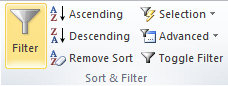 Ascending Selection
Filter Descending Advanced
Remove Sort Toggle Filter
Sort & Filter